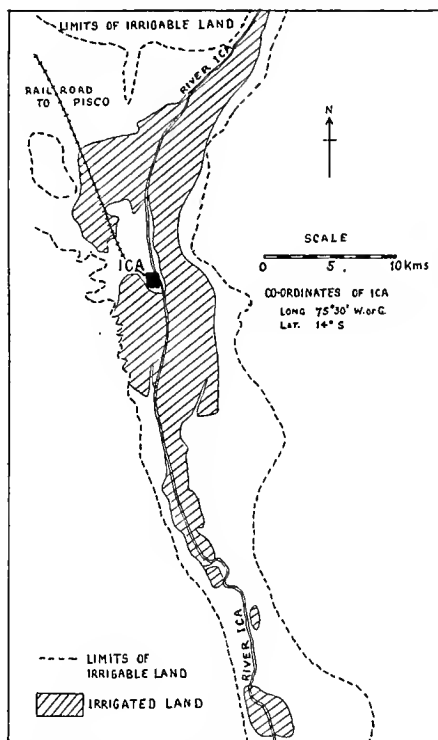 LIMITS OF IRRIGABLE LAND
RIVER ICA
RAIL ROAD
TO PISCO
N
SCALE
0 5 10 Kms
ICA
CO-ORDINATES OF ICA
LONG 75°30' W. of G.
LAT. 14° S
RIVER ICA
LIMITS OF
IRRIGABLE LAND
IRRIGATED LAND